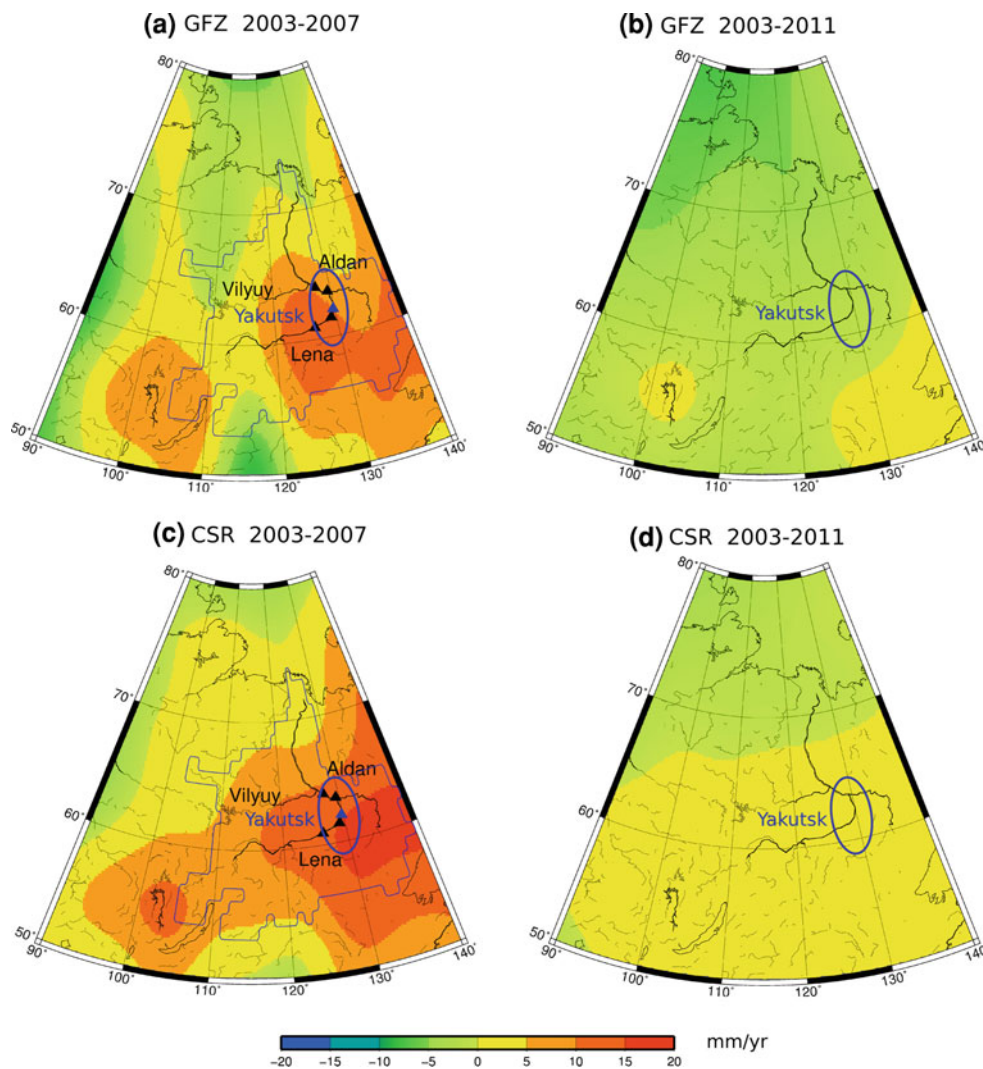 (a) GFZ 2003-2007
(b) GFZ 2003-2011
80°
70°
60°
50°
90°
100°
110°
120°
130°
140°
Aldan
Vilyuy
Yakutsk
Lena
80°
70°
60°
50°
90°
100°
110°
120°
130°
140°
Yakutsk
(c) CSR 2003-2007
(d) CSR 2003-2011
80°
70°
60°
50°
90°
100°
110°
120°
130°
140°
Aldan
Vilyuy
Yakutsk
Lena
80°
70°
60°
50°
90°
100°
110°
120°
130°
140°
Yakutsk
mm/yr
−20 −15 −10 −5 0 5 10 15 20